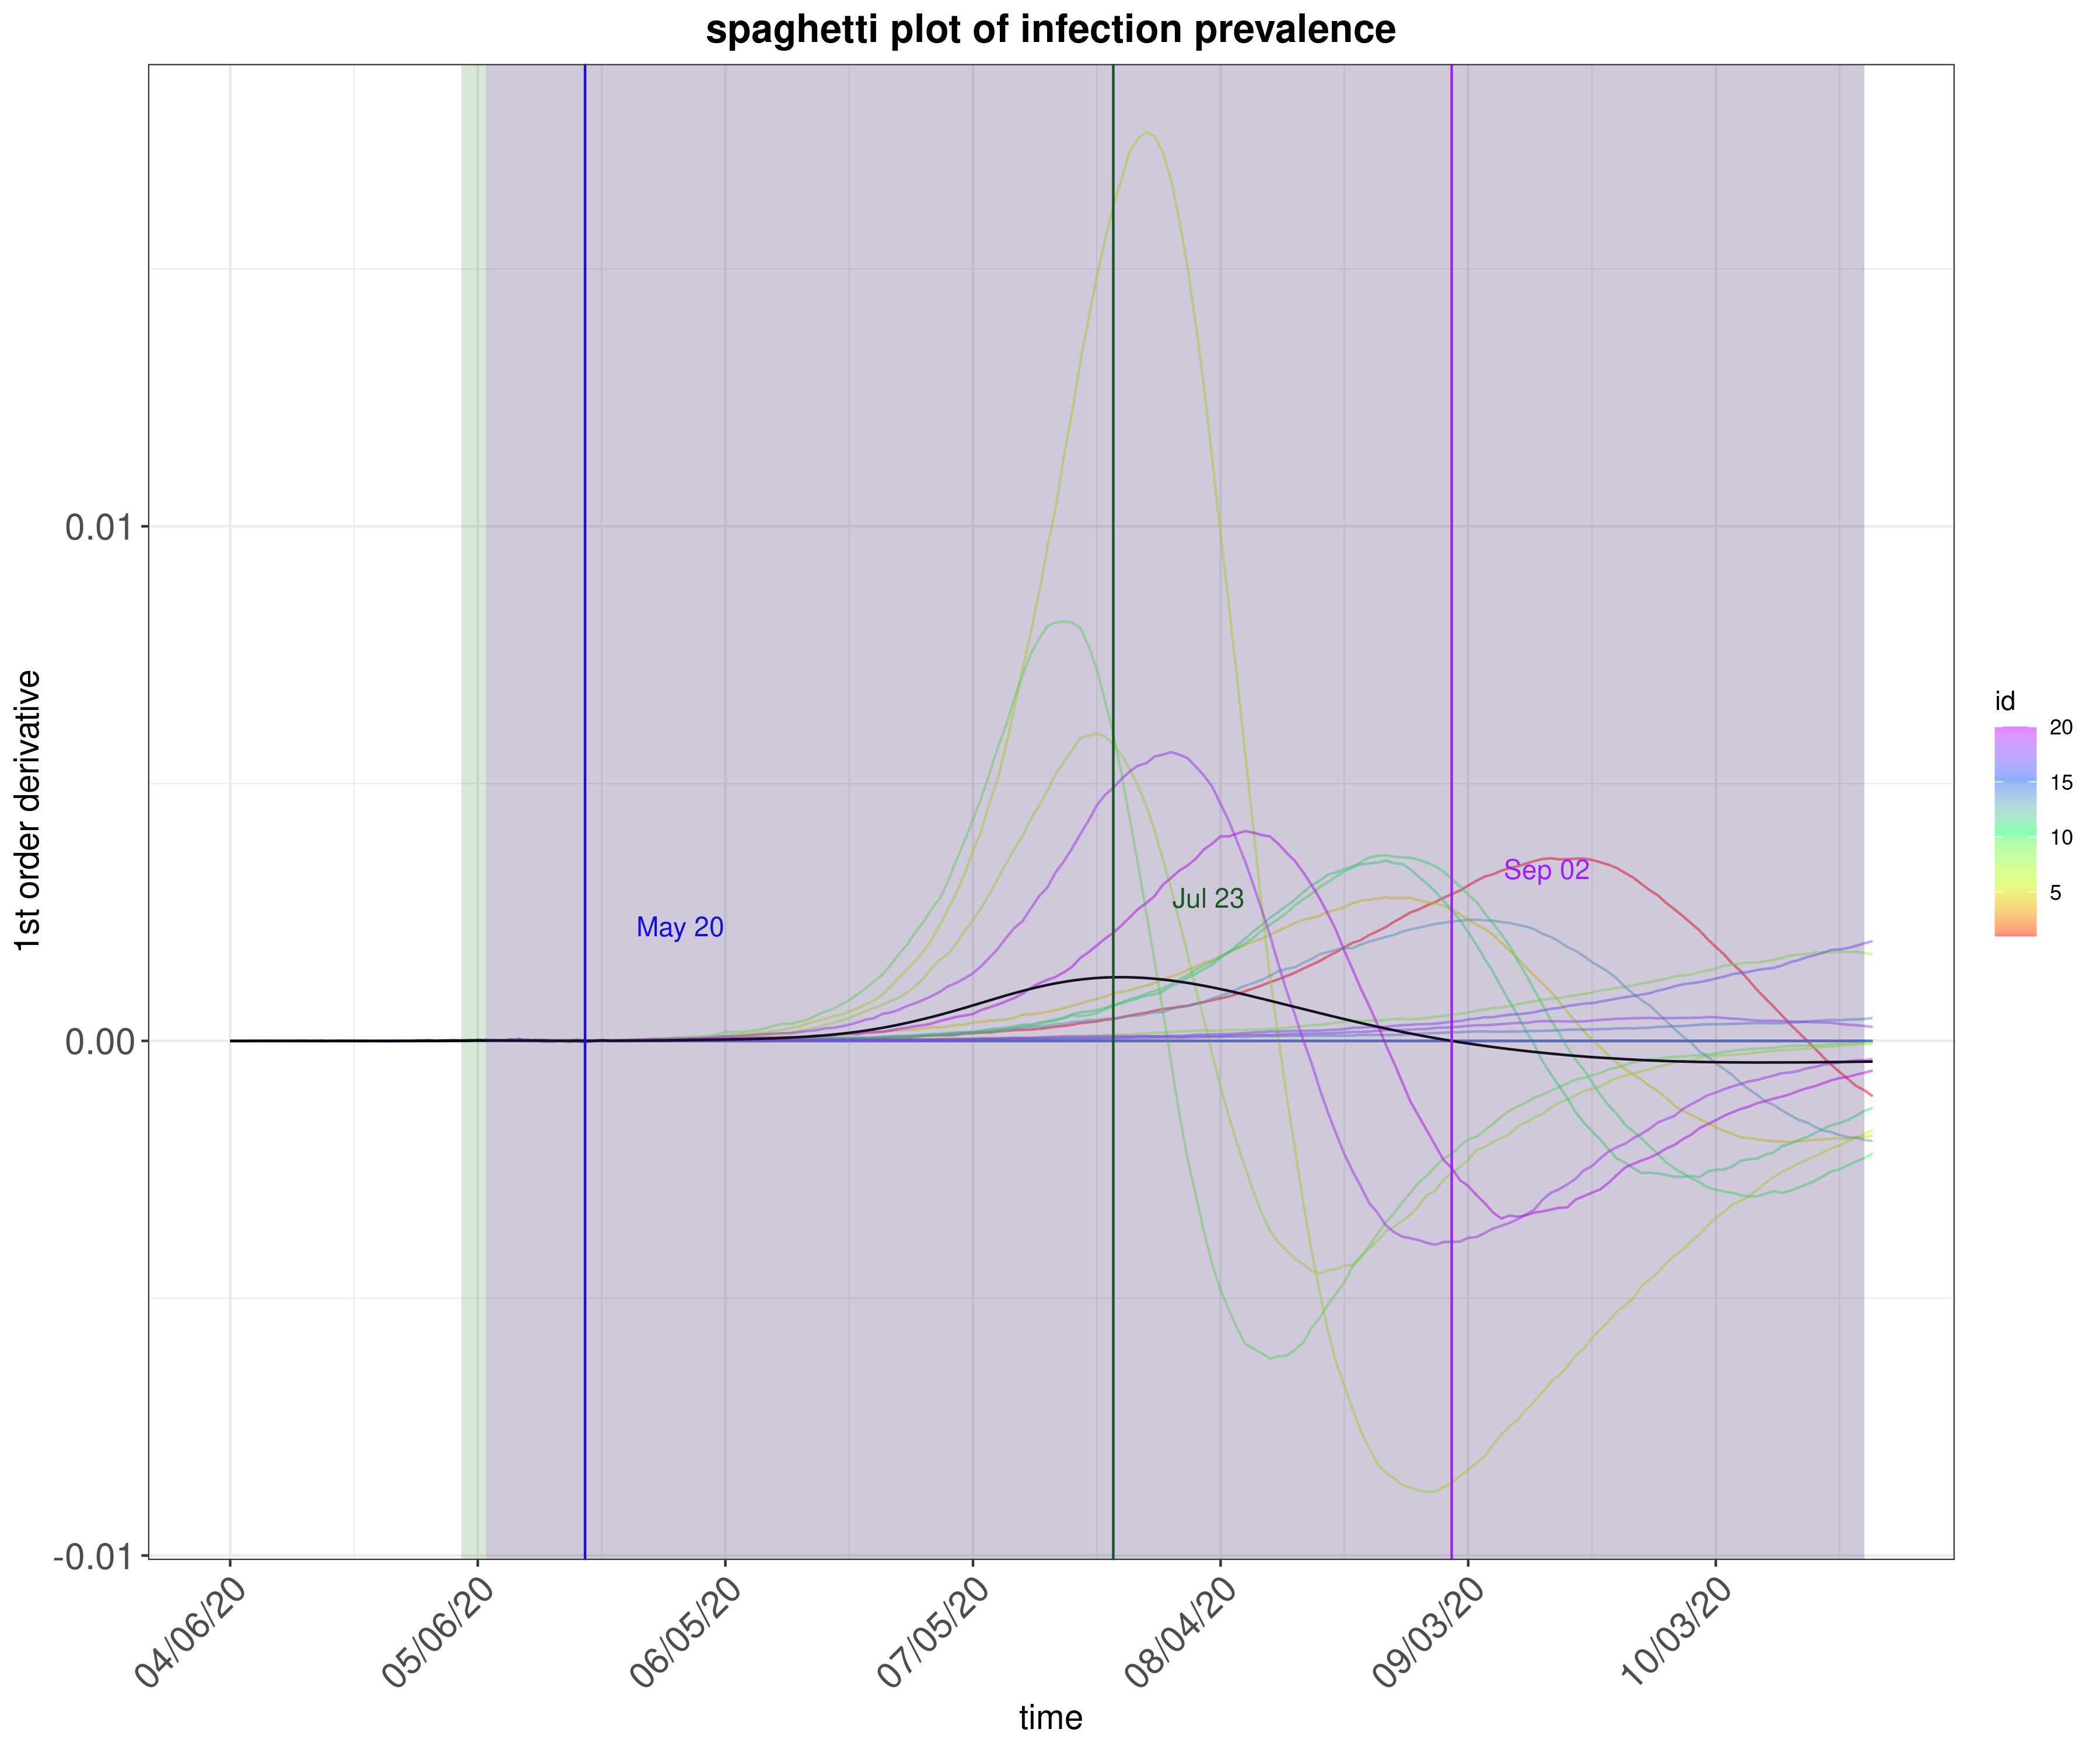 spaghetti plot of infection prevalence
1st order derivative
0.01
0.00
-0.01
May 20
Jul 23
Sep 02
04/06/20
05/06/20
06/05/20
07/05/20
08/04/20
09/03/20
10/03/20
time
id
20
15
10
5